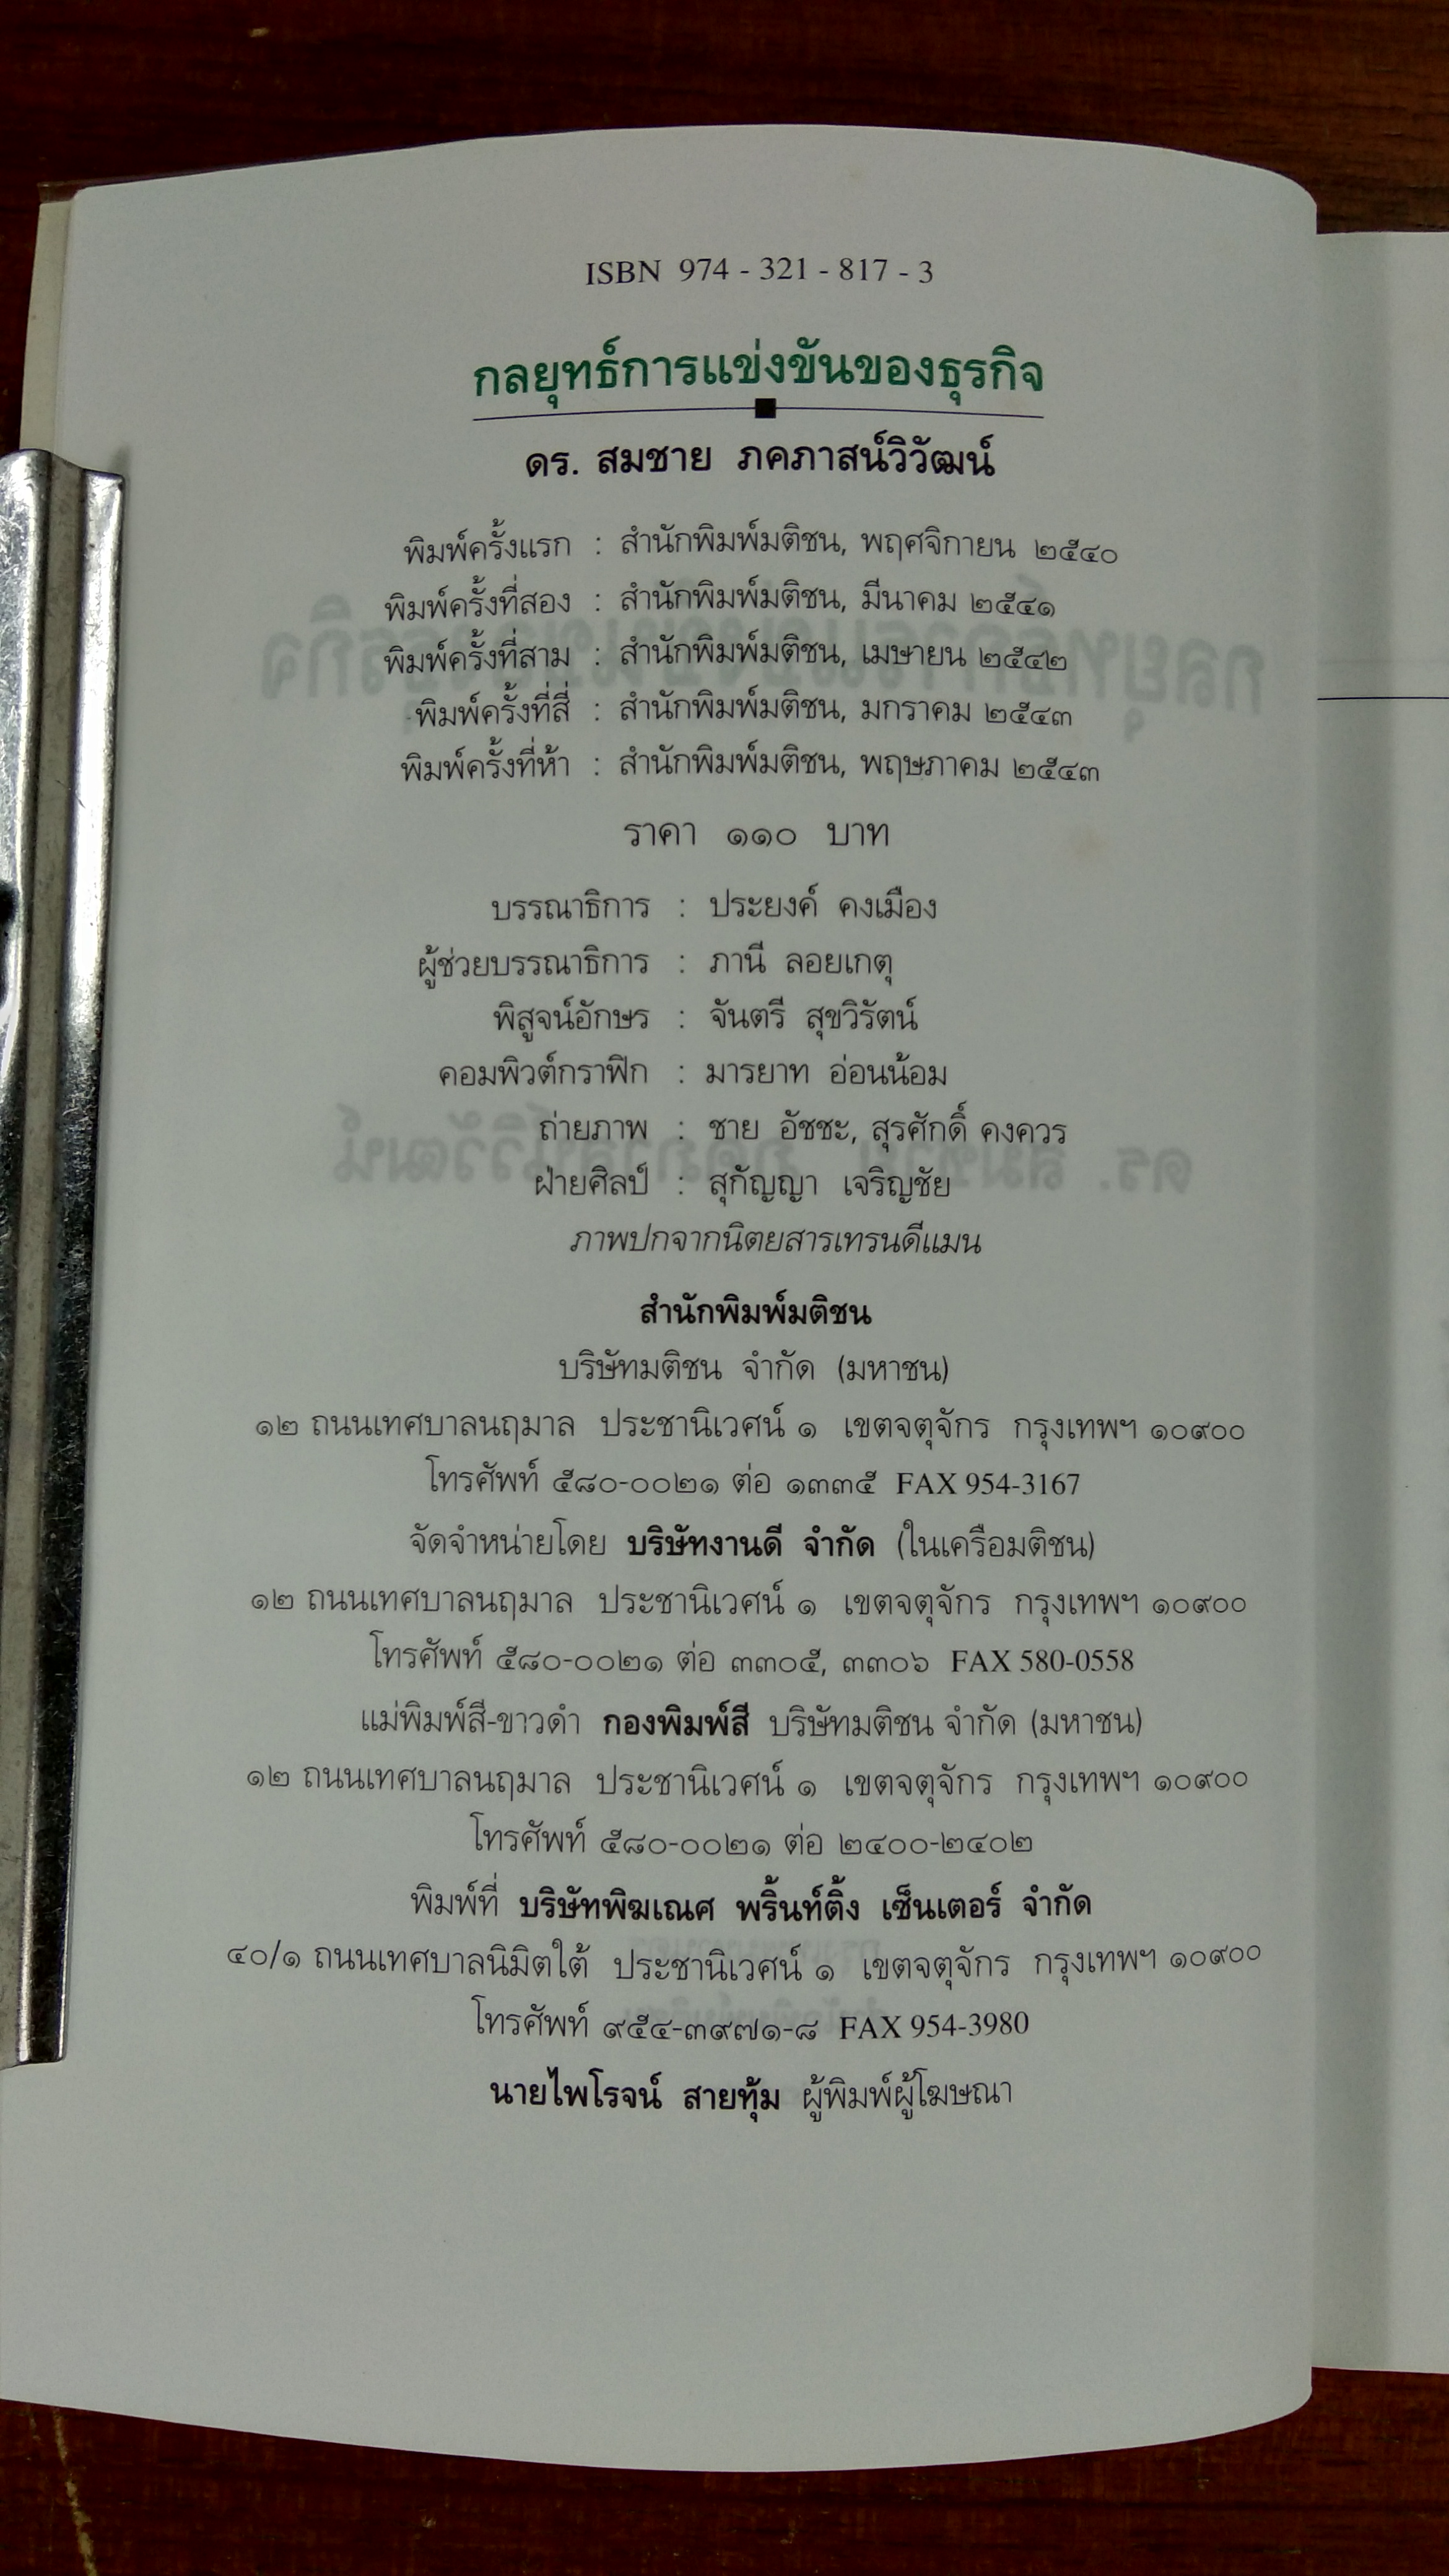 ISBN 974 - 321 - 817 - 3
กลยุทธ์การแข่งขันของธุรกิจ
ดร. สมชาย ภคภาสน์วิวัฒน์
พิมพ์ครั้งแรก : สำนักพิมพ์มติชน, พฤศจิกายน ๒๕๔๐
พิมพ์ครั้งที่สอง : สำนักพิมพ์มติชน, มีนาคม ๒๕๔๑
พิมพ์ครั้งที่สาม : สำนักพิมพ์มติชน, เมษายน ๒๕๔๒
พิมพ์ครั้งที่สี่ : สำนักพิมพ์มติชน, มกราคม ๒๕๔๓
พิมพ์ครั้งที่ห้า : สำนักพิมพ์มติชน, พฤษภาคม ๒๕๔๓
ราคา ๑๑๐ บาท
บรรณาธิการ : ประยงค์ คงเมือง
ผู้ช่วยบรรณาธิการ : ภานี ลอยเกตุ
พิสูจน์อักษร : จันตรี สุขวิรัตน์
คอมพิวต์กราฟิก : มารยาท อ่อนน้อม
ถ่ายภาพ : ชาย อัชชะ, สุรศักดิ์ คงควร
ฝ่ายศิลป์ : สุกัญญา เจริญชัย
ภาพปกจากนิตยสารเทรนดีแมน
สำนักพิมพ์มติชน
บริษัทมติชน จำกัด (มหาชน)
๑๒ ถนนเทศบาลนฤมาล ประชานิเวศน์ ๑ เขตจตุจักร กรุงเทพฯ ๑๐๙๐๐
โทรศัพท์ ๕๘๐-๐๐๒๑ ต่อ ๑๓๓๕ FAX 954-3167
จัดจำหน่ายโดย บริษัทงานดี จำกัด (ในเครือมติชน)
๑๒ ถนนเทศบาลนฤมาล ประชานิเวศน์ ๑ เขตจตุจักร กรุงเทพฯ ๑๐๙๐๐
โทรศัพท์ ๕๘๐-๐๐๒๑ ต่อ ๓๓๐๕, ๓๓๐๖ FAX 580-0558
แม่พิมพ์สี-ขาวดำ กองพิมพ์สี บริษัทมติชน จำกัด (มหาชน)
๑๒ ถนนเทศบาลนฤมาล ประชานิเวศน์ ๑ เขตจตุจักร กรุงเทพฯ ๑๐๙๐๐
โทรศัพท์ ๕๘๐-๐๐๒๑ ต่อ ๒๔๐๐-๒๔๐๒
พิมพ์ที่ บริษัทพิฆเณศ พริ้นท์ติ้ง เซ็นเตอร์ จำกัด
๔๐/๑ ถนนเทศบาลนิมิตใต้ ประชานิเวศน์ ๑ เขตจตุจักร กรุงเทพฯ ๑๐๙๐๐
โทรศัพท์ ๙๕๔-๓๙๗๑-๘ FAX 954-3980
นายไพโรจน์ สายทุ้ม ผู้พิมพ์ผู้โฆษณา